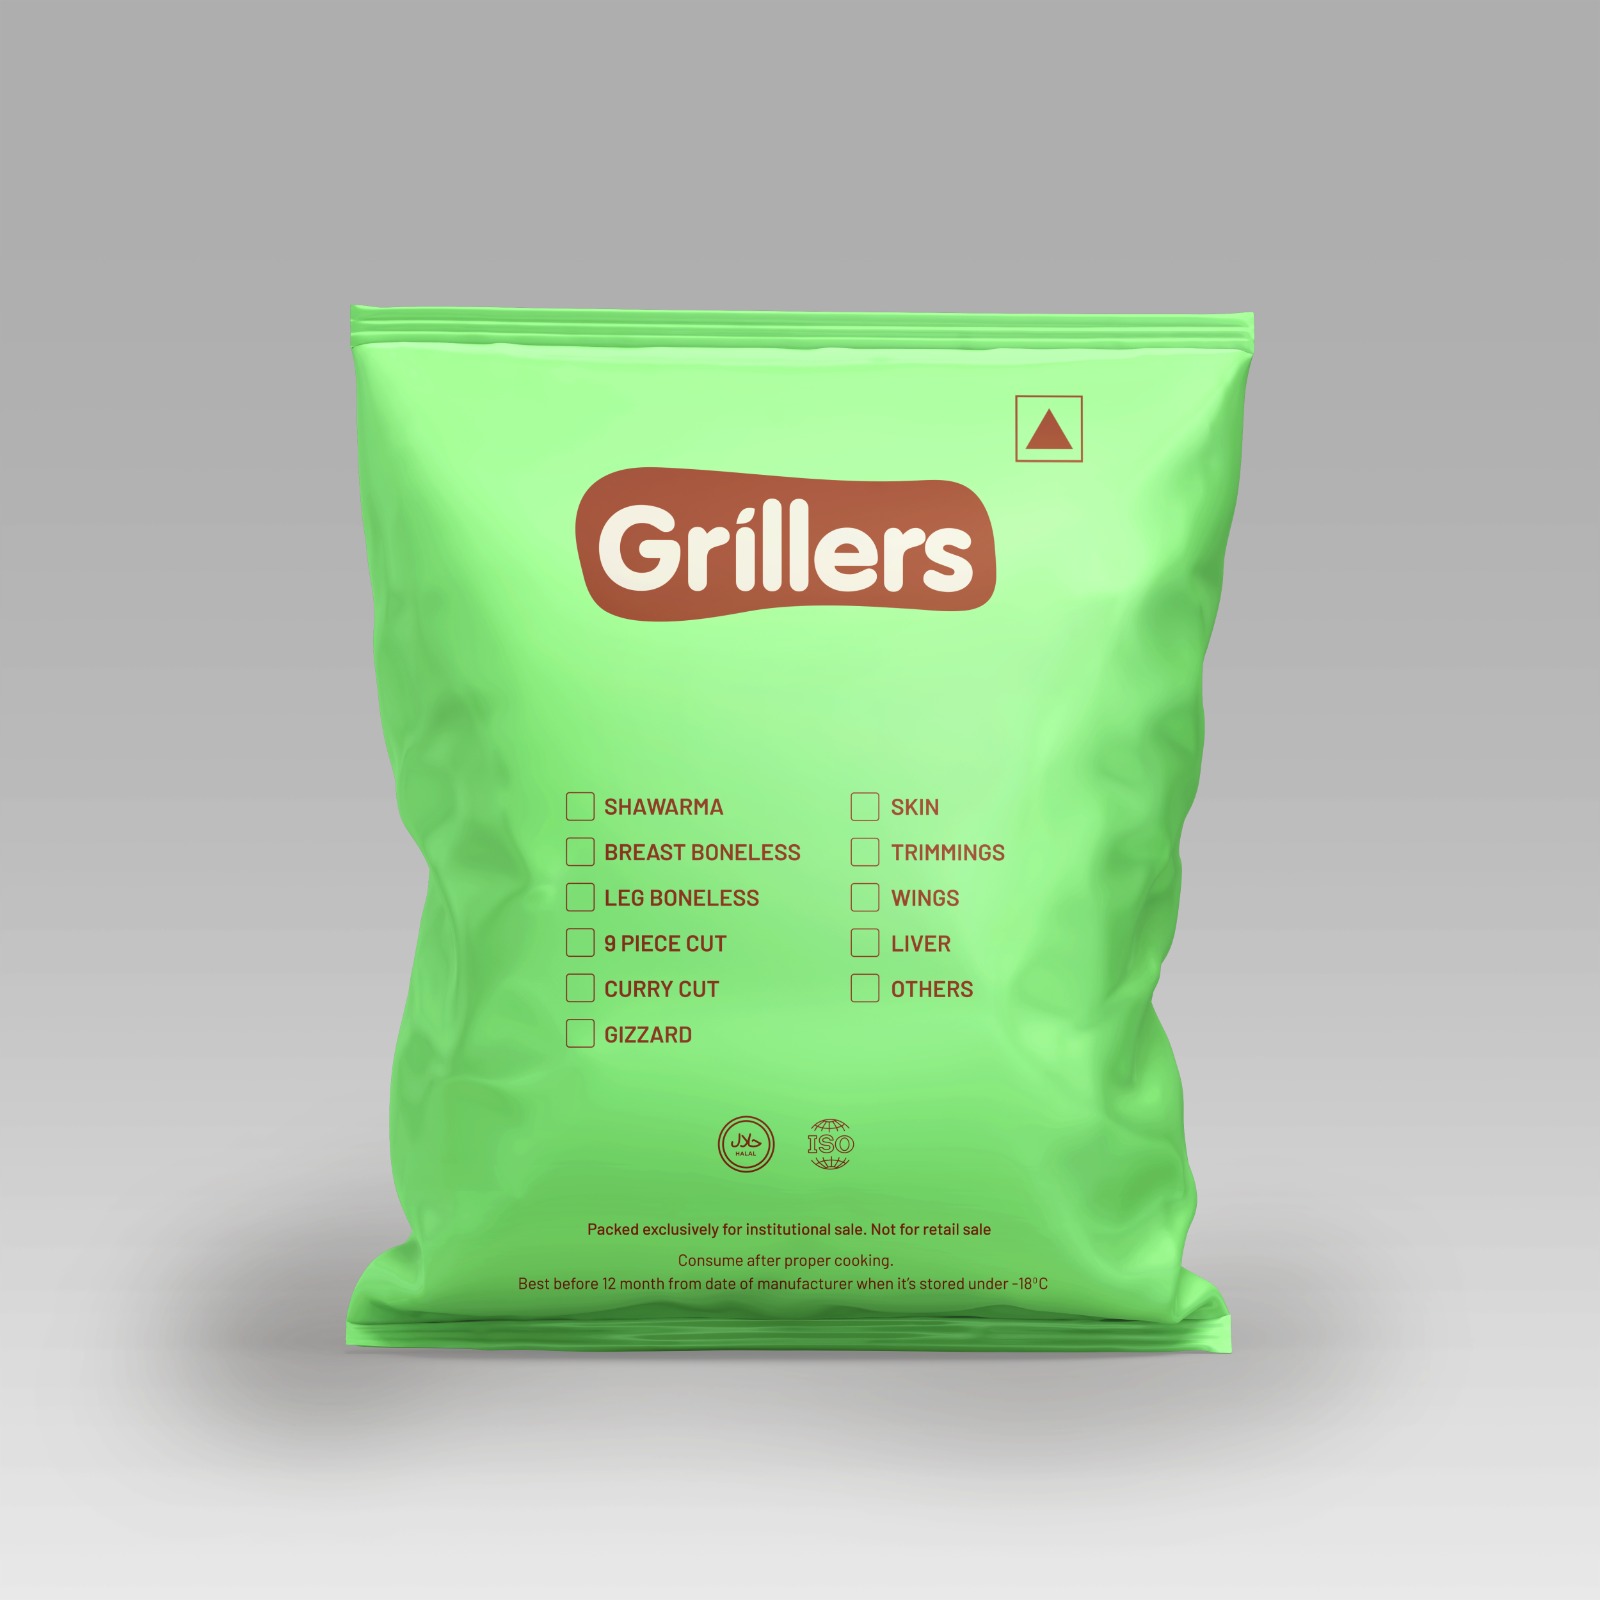 Gríllers
SHAWARMA
BREAST BONELESS
LEG BONELESS
9 PIECE CUT
CURRY CUT
GIZZARD
SKIN
TRIMMINGS
WINGS
LIVER
OTHERS
حلال
HALAL
ISO
Packed exclusively for institutional sale. Not for retail sale
Consume after proper cooking.
Best before 12 month from date of manufacturer when it's stored under -18ºC